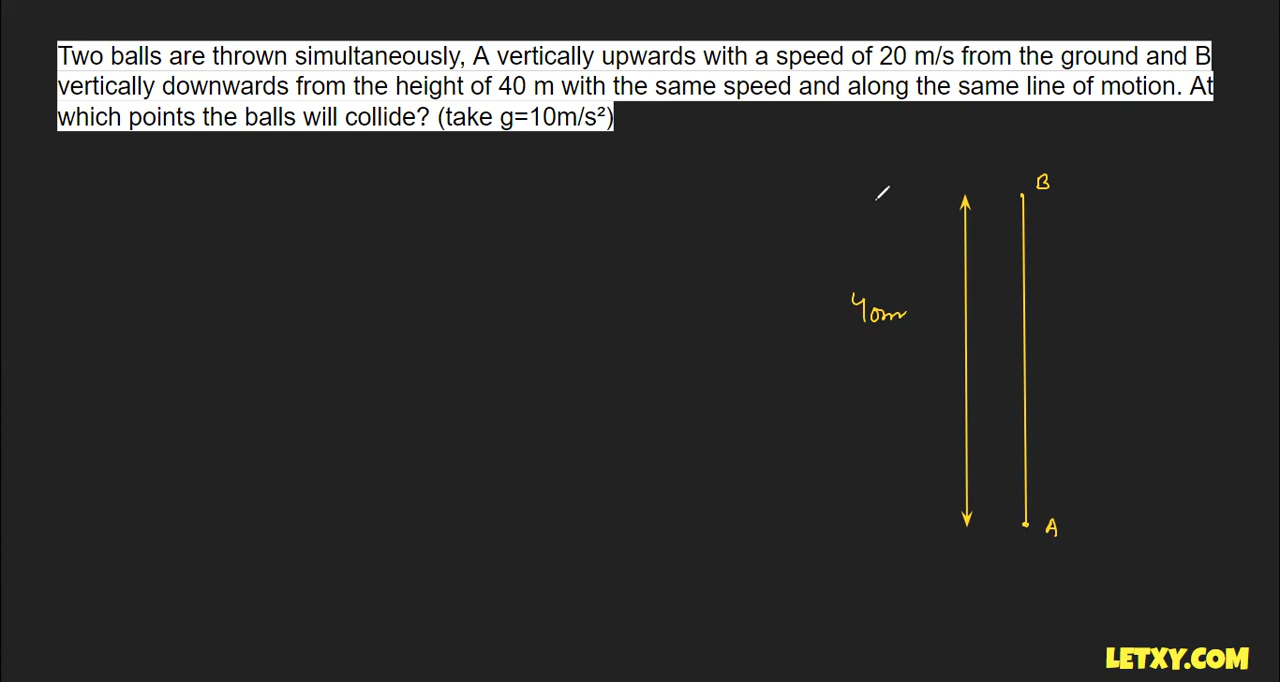 Two balls are thrown simultaneously, A vertically upwards with a speed of 20 m/s from the ground and B
vertically downwards from the height of 40 m with the same speed and along the same line of motion. At
which points the balls will collide? (take g=10m/s²)
B
40m
A
LETXY.COM